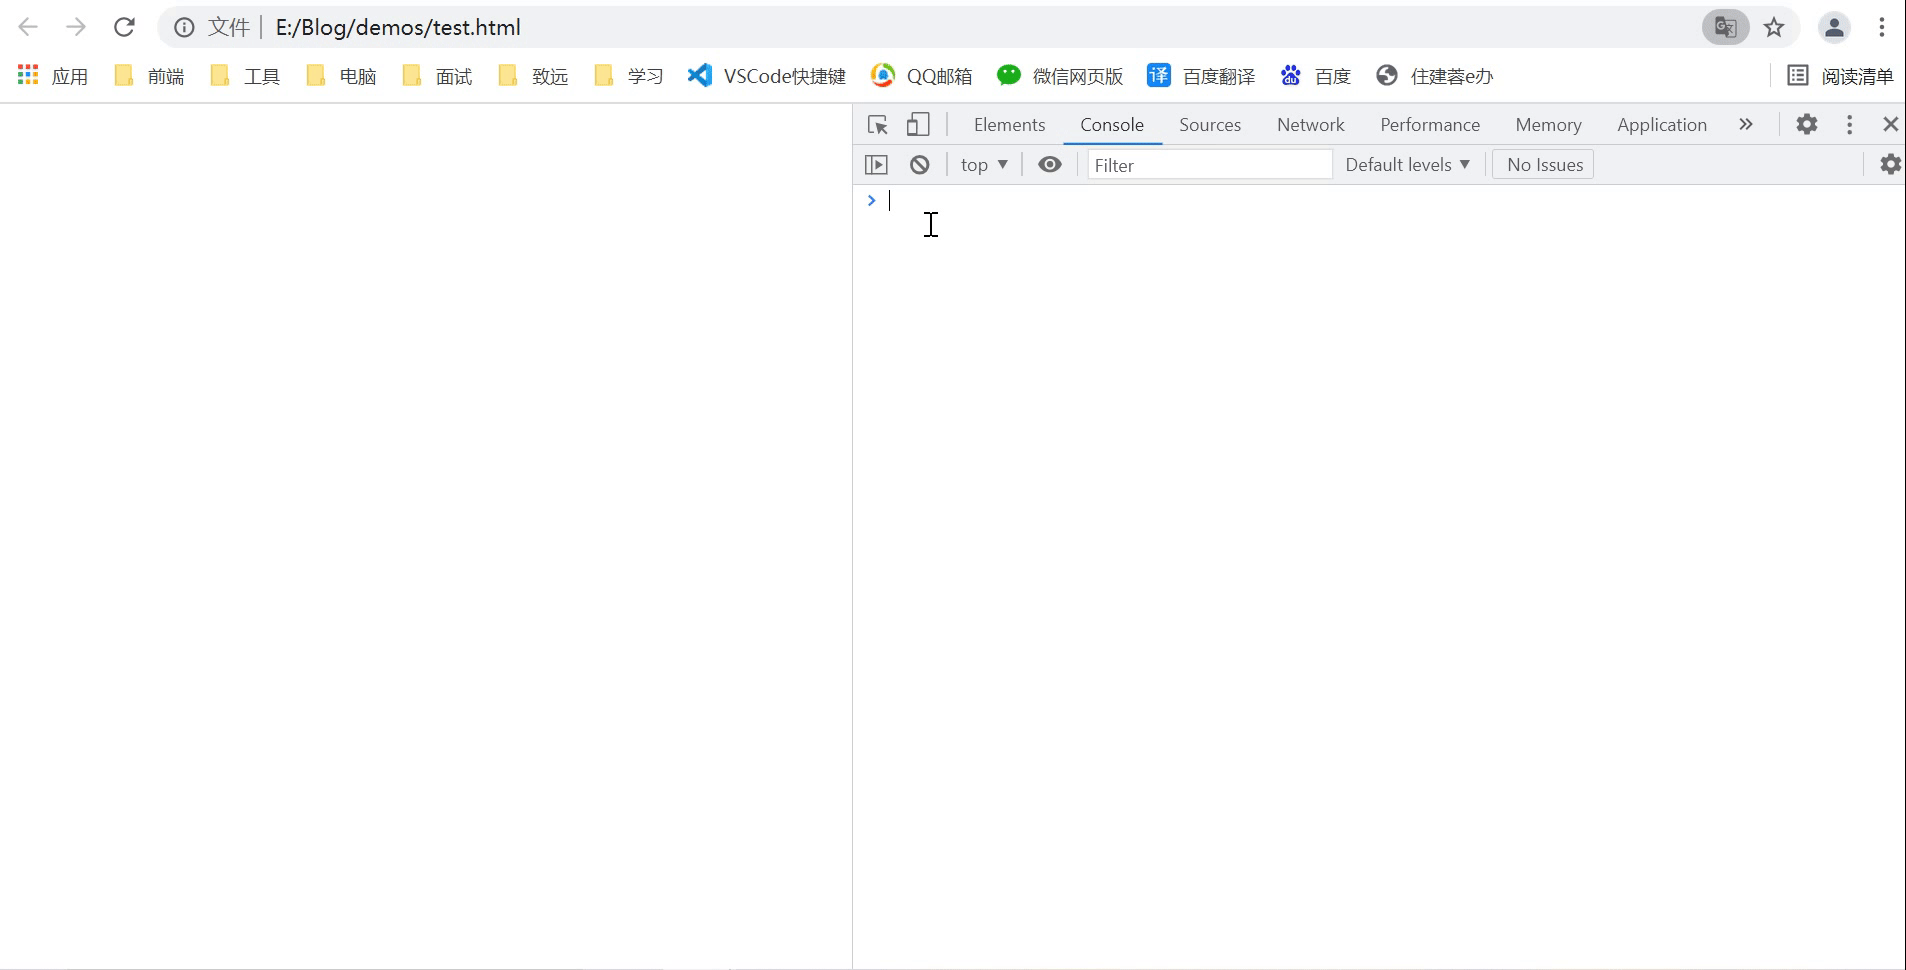 文件 E:/Blog/demos/test.html
应用 前端 工具 电脑 面试 致远 学习 VSCode快捷键 QQ邮箱 微信网页版 译 百度翻译 du 百度 住建蓉e办 阅读清单
Elements Console Sources Network Performance Memory Application
top Filter Default levels No Issues